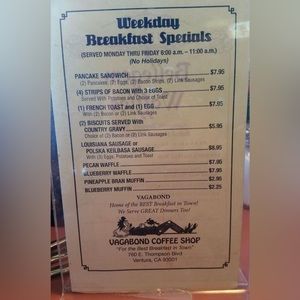 Weekday
Breakfast Specials
(SERVED MONDAY THRU FRIDAY 6:00 a.m. – 11:00 a.m.)
(No Holidays)
PANCAKE SANDWICH $7.95
(2) Pancakes, (2) Eggs, (2) Bacon Strips, (2) Link Sausages
(4) STRIPS OF BACON With 3 EGGS $7.95
Served With Potatoes and Choice of Toast
(1) FRENCH TOAST and (1) EGG $7.95
With (2) Bacon or (2) Link Sausages
(2) BISCUITS SERVED With
COUNTRY GRAVY $5.95
Choice of (2) Bacon or (2) Link Sausages
LOUISIANA SAUSAGE or
POLSKA KEILBASA SAUSAGE $8.95
With (3) Eggs, Potatoes and Toast
PECAN WAFFLE $7.95
BLUEBERRY WAFFLE $7.95
PINEAPPLE BRAN MUFFIN $2.95
BLUEBERRY MUFFIN $2.25
VAGABOND
Home of the BEST Breakfast in Town!
We Serve GREAT Dinners Too!
VAGABOND COFFEE SHOP
"For the Best Breakfast in Town"
760 E. Thompson Blvd
Ventura, CA 93001